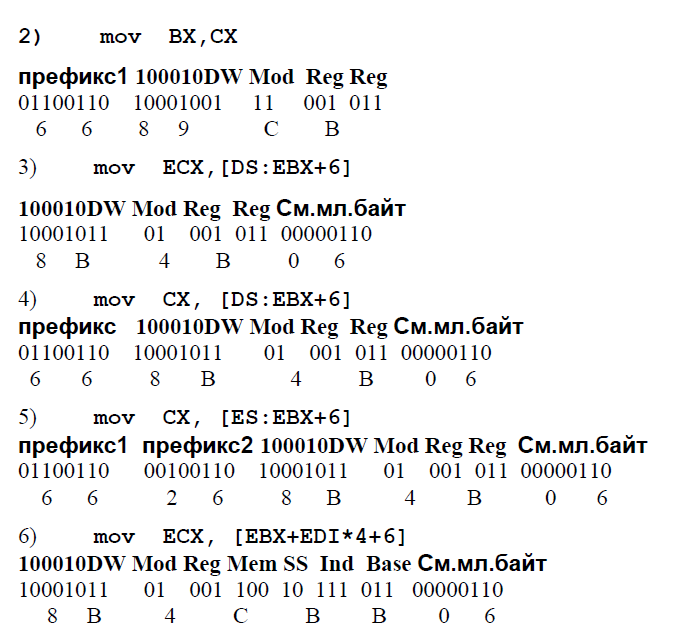 2) mov BX,CX
префикс1 100010DW Mod Reg Reg
01100110 10001001 11 001 011
6 6 8 9 C B
3) mov ECX,[DS:EBX+6]
100010DW Mod Reg Reg См.мл.байт
10001011 01 001 011 00000110
8 B 4 B 0 6
4) mov CX, [DS:EBX+6]
префикс 100010DW Mod Reg Reg См.мл.байт
01100110 10001011 01 001 011 00000110
6 6 8 B 4 B 0 6
5) mov CX, [ES:EBX+6]
префикс1 префикс2 100010DW Mod Reg Reg См.мл.байт
01100110 00100110 10001011 01 001 011 00000110
6 6 2 6 8 B 4 B 0 6
6) mov ECX, [EBX+EDI*4+6]
100010DW Mod Reg Mem SS Ind Base См.мл.байт
10001011 01 001 100 10 111 011 00000110
8 B 4 C B B 0 6